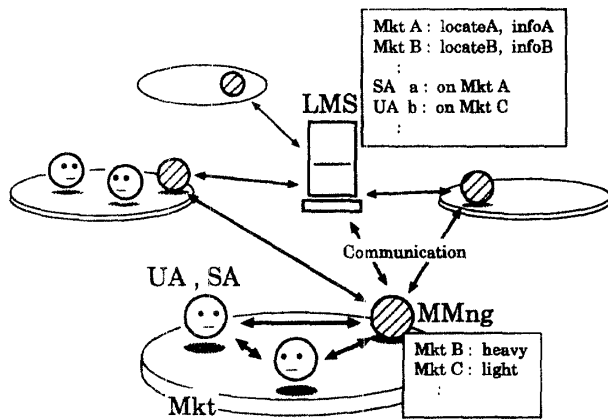 Mkt A : locateA, infoA
Mkt B : locateB, infoB
:
SA a : on Mkt A
UA b : on Mkt C
:
LMS
Communication
UA , SA
MMng
Mkt B : heavy
Mkt C : light
:
Mkt